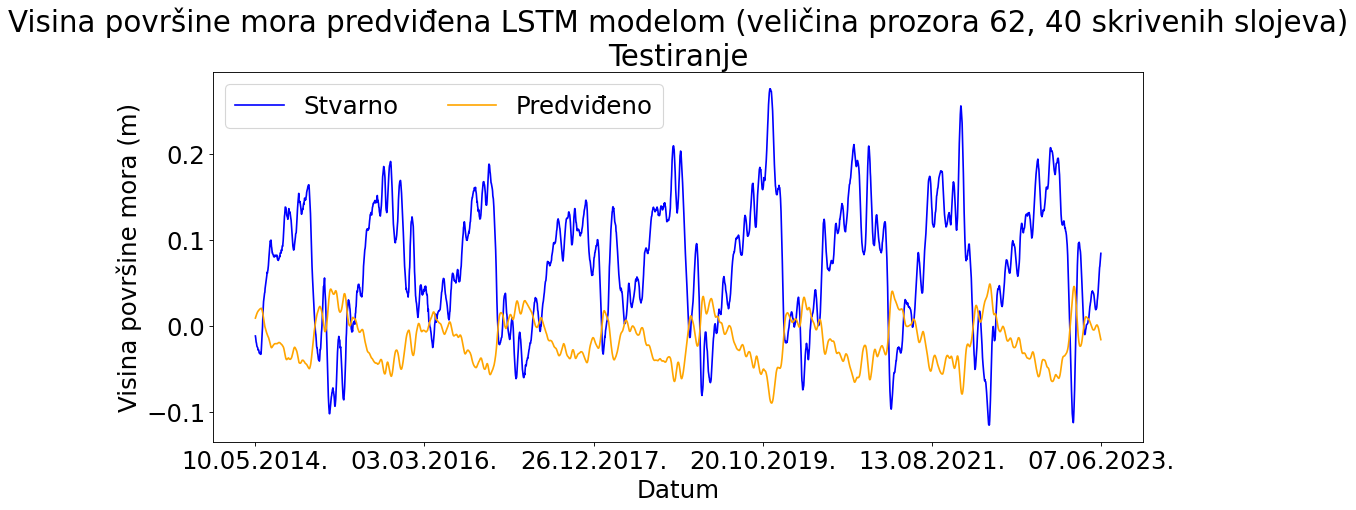 Visina površine mora predviđena LSTM modelom (veličina prozora 62, 40 skrivenih slojeva)
Testiranje
Stvarno Predviđeno
Visina površine mora (m)
0.2
0.1
0.0
−0.1
10.05.2014. 03.03.2016. 26.12.2017. 20.10.2019. 13.08.2021. 07.06.2023.
Datum